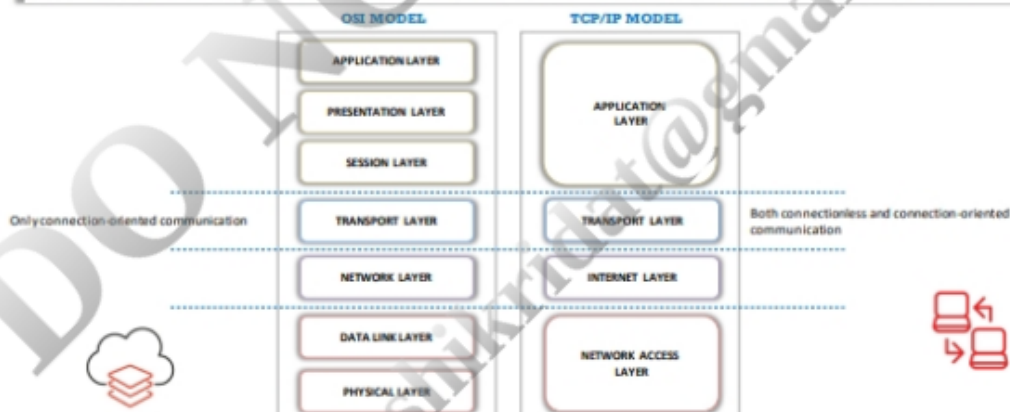 OSI MODEL
TCP/IP MODEL
APPLICATION LAYER
PRESENTATION LAYER
SESSION LAYER
APPLICATION
LAYER
Only connection-oriented communication
TRANSPORT LAYER
TRANSPORT LAYER
Both connectionless and connection-oriented
communication
NETWORK LAYER
INTERNET LAYER
DATA LINK LAYER
PHYSICAL LAYER
NETWORK ACCESS
LAYER
DO